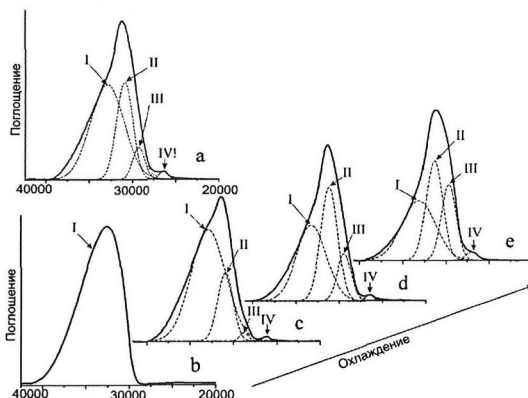 Поглощение
I
II
III
IV!
a
40000 30000 20000
Поглощение
I
b
40000 30000 20000
I
II
III
IV
c
I
II
III
IV
d
I
II
III
IV
e
Охлаждение